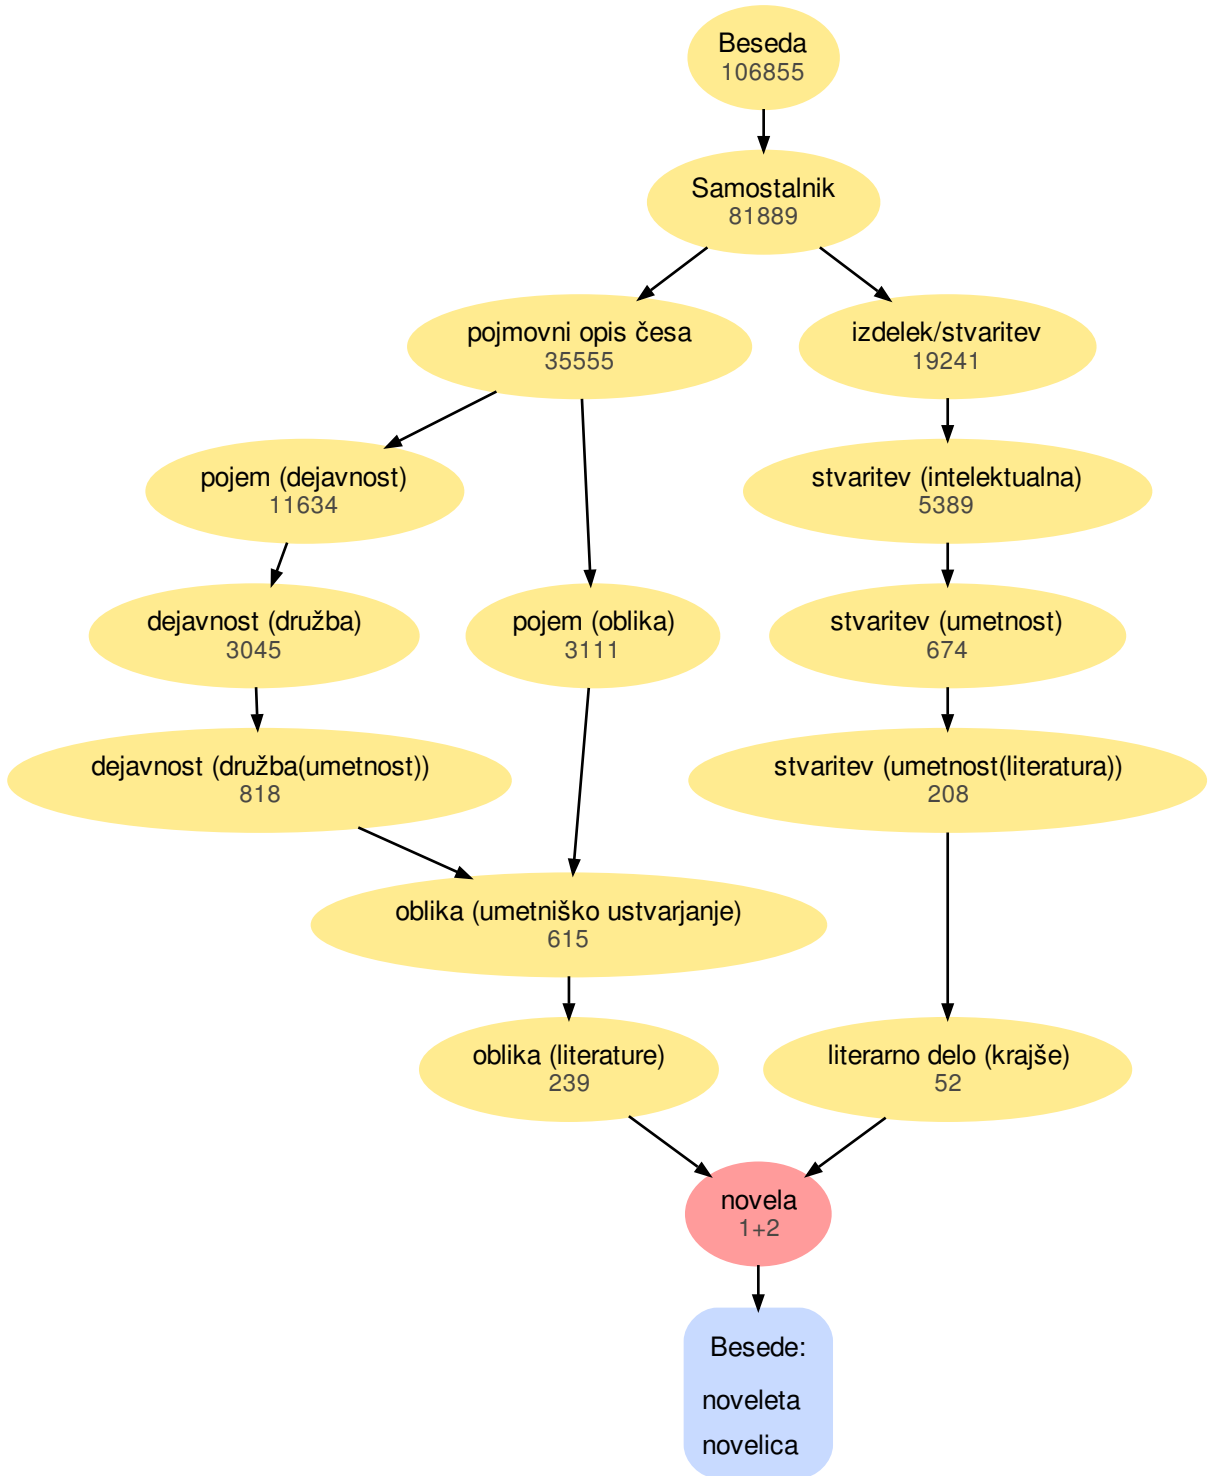 Beseda
106855
Samostalnik
81889
pojmovni opis česa
35555
izdelek/stvaritev
19241
pojem (dejavnost)
11634
stvaritev (intelektualna)
5389
dejavnost (družba)
3045
pojem (oblika)
3111
stvaritev (umetnost)
674
dejavnost (družba(umetnost))
818
stvaritev (umetnost(literatura))
208
oblika (umetniško ustvarjanje)
615
oblika (literature)
239
literarno delo (krajše)
52
novela
1+2
Besede:
noveleta
novelica